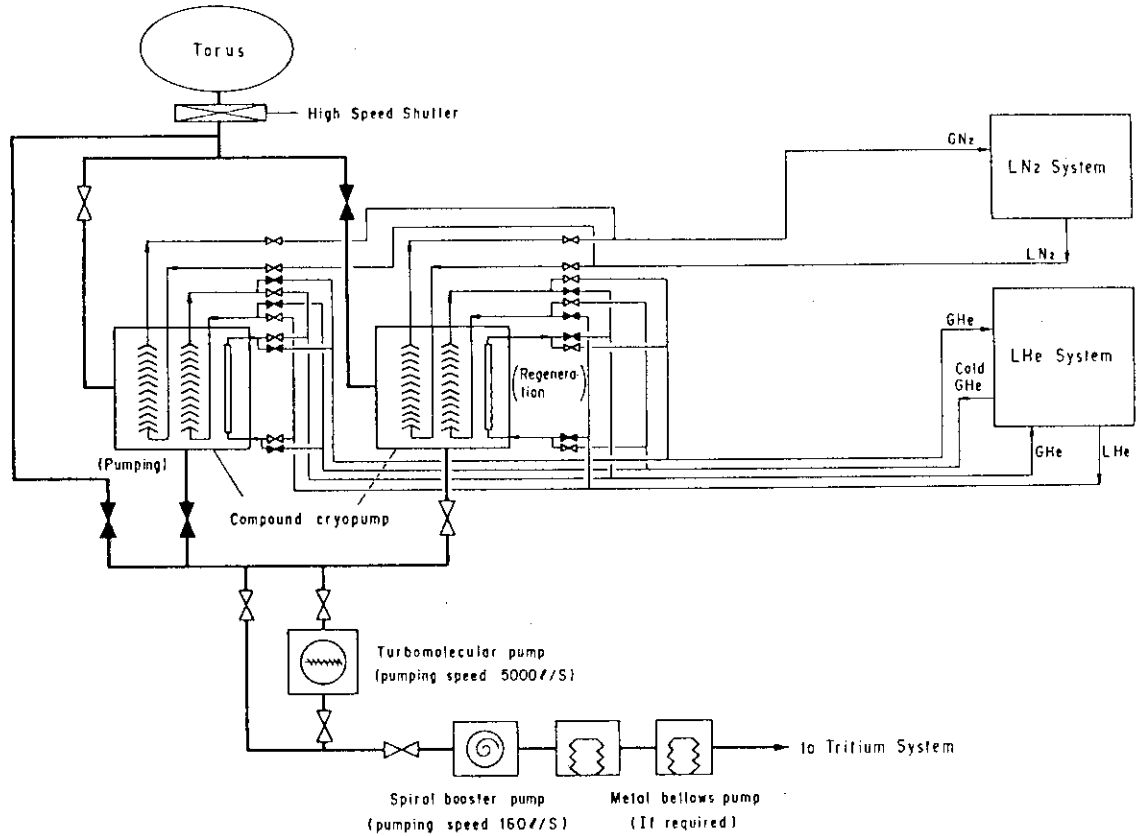 Torus
High Speed Shutter
GN2
LN2 System
LN2
GHe
LHe System
Cold
GHe
(Regenera-
tion)
(Pumping)
GHe
LHe
Compound cryopump
Turbomolecular pump
(pumping speed 5000ℓ/S)
to Tritium System
Spiral booster pump
(pumping speed 160ℓ/S)
Metal bellows pump
(If required)